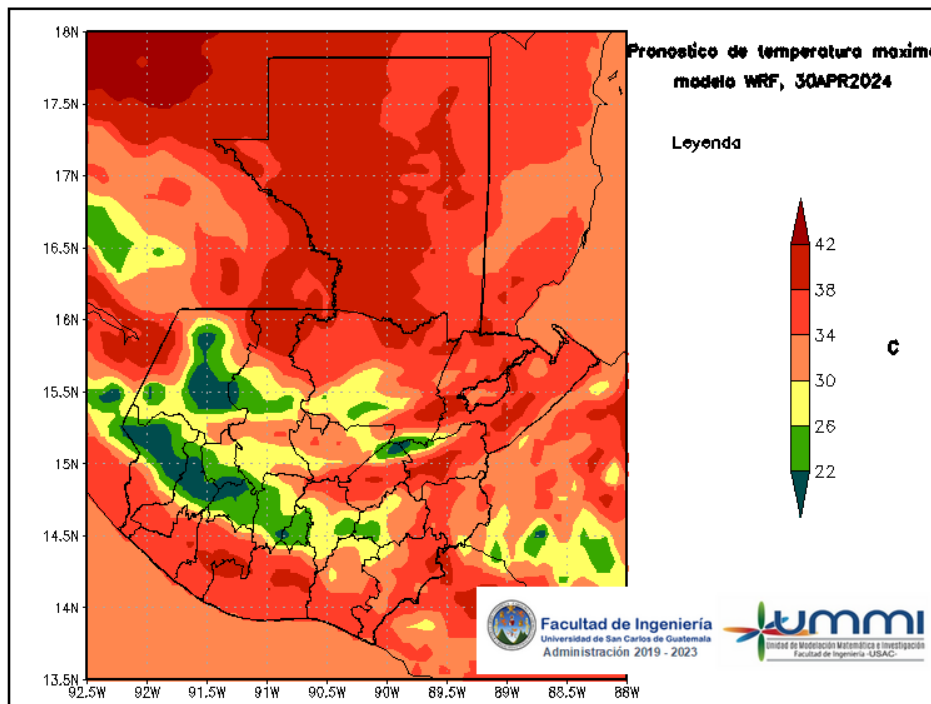 Pronostico de temperatura maxima
modelo WRF, 30APR2024
Leyenda
42
38
34
30
26
22
C
18N
17.5N
17N
16.5N
16N
15.5N
15N
14.5N
14N
13.5N
92.5W
92W
91.5W
91W
90.5W
90W
89.5W
89W
88.5W
88W
Facultad de Ingeniería
Universidad de San Carlos de Guatemala
Administración 2019 - 2023
UMMI
Unidad de Modelación Matemática e Investigación
Facultad de Ingeniería -USAC-